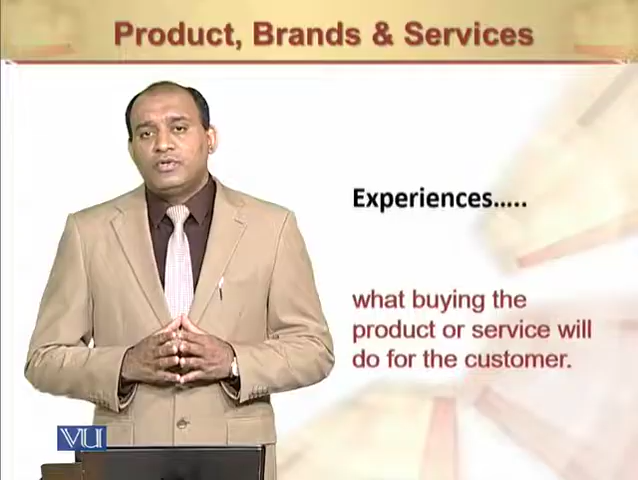 Product, Brands & Services
Experiences.....
what buying the
product or service will
do for the customer.
VU